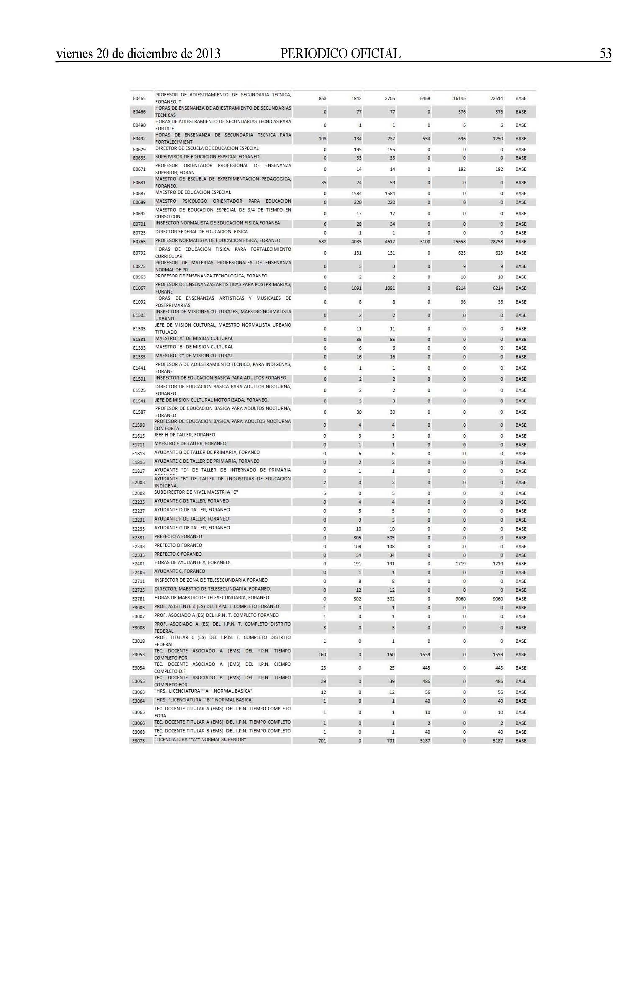 viernes 20 de diciembre de 2013 PERIODICO OFICIAL 53
E0465 PROFESOR DE ADIESTRAMIENTO DE SECUNDARIA TECNICA, FORANEO, T 863 1842 2705 6468 16146 22614 BASE
E0466 HORAS DE ENSENANZA DE ADIESTRAMIENTO DE SECUNDARIAS TECNICAS 0 77 77 0 376 376 BASE
E0490 HORAS DE ADIESTRAMIENTO DE SECUNDARIAS TECNICAS PARA FORTALE 0 1 1 0 6 6 BASE
E0492 HORAS DE ENSENANZA DE SECUNDARIA TECNICA PARA FORTALECIMIENT 103 134 237 554 696 1250 BASE
E0629 DIRECTOR DE ESCUELA DE EDUCACION ESPECIAL 0 195 195 0 0 0 BASE
E0633 SUPERVISOR DE EDUCACION ESPECIAL FORANEO. 0 33 33 0 0 0 BASE
E0671 PROFESOR ORIENTADOR PROFESIONAL DE ENSENANZA SUPERIOR, FORAN 0 14 14 0 192 192 BASE
E0681 MAESTRO DE ESCUELA DE EXPERIMENTACION PEDAGOGICA, FORANEO. 35 24 59 0 0 0 BASE
E0687 MAESTRO DE EDUCACION ESPECIAL 0 1584 1584 0 0 0 BASE
E0689 MAESTRO PSICOLOGO ORIENTADOR PARA EDUCACION 0 220 220 0 0 0 BASE
E0692 MAESTRO DE EDUCACION ESPECIAL DE 3/4 DE TIEMPO EN CURSO CON 0 17 17 0 0 0 BASE
E0701 INSPECTOR NORMALISTA DE EDUCACION FISICA,FORANEA 6 28 34 0 0 0 BASE
E0723 DIRECTOR FEDERAL DE EDUCACION FISICA 0 1 1 0 0 0 BASE
E0763 PROFESOR NORMALISTA DE EDUCACION FISICA, FORANEO 582 4035 4617 3100 25658 28758 BASE
E0792 HORAS DE EDUCACION FISICA PARA FORTALECIMIENTO CURRICULAR 0 131 131 0 623 623 BASE
E0873 PROFESOR DE MATERIAS PROFESIONALES DE ENSENANZA NORMAL DE PR 0 3 3 0 9 9 BASE
E0963 PROFESOR DE ENSENANZA TECNOLOGICA, FORANEO 0 2 2 0 10 10 BASE
E1067 PROFESOR DE ENSENANZAS ARTISTICAS PARA POSTPRIMARIAS, FORANE 0 1091 1091 0 6214 6214 BASE
E1092 HORAS DE ENSENANZAS ARTISTICAS Y MUSICALES DE POSTPRIMARIAS 0 8 8 0 36 36 BASE
E1303 INSPECTOR DE MISIONES CULTURALES, MAESTRO NORMALISTA URBANO 0 2 2 0 0 0 BASE
E1305 JEFE DE MISION CULTURAL, MAESTRO NORMALISTA URBANO TITULADO 0 11 11 0 0 0 BASE
E1331 MAESTRO "A" DE MISION CULTURAL 0 85 85 0 0 0 BASE
E1333 MAESTRO "B" DE MISION CULTURAL 0 6 6 0 0 0 BASE
E1335 MAESTRO "C" DE MISION CULTURAL 0 16 16 0 0 0 BASE
E1441 PROFESOR A DE ADIESTRAMIENTO TECNICO, PARA INDIGENAS, FORANE 0 1 1 0 0 0 BASE
E1501 INSPECTOR DE EDUCACION BASICA PARA ADULTOS FORANEO 0 2 2 0 0 0 BASE
E1525 DIRECTOR DE EDUCACION BASICA PARA ADULTOS NOCTURNA, FORANEO. 0 2 2 0 0 0 BASE
E1541 JEFE DE MISION CULTURAL MOTORIZADA, FORANEO. 0 3 3 0 0 0 BASE
E1587 PROFESOR DE EDUCACION BASICA PARA ADULTOS NOCTURNA, FORANEO. 0 30 30 0 0 0 BASE
E1598 PROFESOR DE EDUCACION BASICA PARA ADULTOS NOCTURNA CON FORTA 0 4 4 0 0 0 BASE
E1615 JEFE H DE TALLER, FORANEO 0 3 3 0 0 0 BASE
E1711 MAESTRO F DE TALLER, FORANEO 0 1 1 0 0 0 BASE
E1813 AYUDANTE B DE TALLER DE PRIMARIA, FORANEO 0 6 6 0 0 0 BASE
E1815 AYUDANTE C DE TALLER DE PRIMARIA, FORANEO 0 2 2 0 0 0 BASE
E1817 AYUDANTE "D" DE TALLER DE INTERNADO DE PRIMARIA 0 1 1 0 0 0 BASE
E2003 AYUDANTE "B" DE TALLER DE INDUSTRIAS DE EDUCACION INDIGENA, 2 0 2 0 0 0 BASE
E2008 SUBDIRECTOR DE NIVEL MAESTRIA "C" 5 0 5 0 0 0 BASE
E2225 AYUDANTE C DE TALLER, FORANEO 0 4 4 0 0 0 BASE
E2227 AYUDANTE D DE TALLER, FORANEO 0 5 5 0 0 0 BASE
E2231 AYUDANTE F DE TALLER, FORANEO 0 3 3 0 0 0 BASE
E2233 AYUDANTE G DE TALLER, FORANEO 0 10 10 0 0 0 BASE
E2331 PREFECTO A FORANEO 0 305 305 0 0 0 BASE
E2333 PREFECTO B FORANEO 0 108 108 0 0 0 BASE
E2335 PREFECTO C FORANEO 0 34 34 0 0 0 BASE
E2401 HORAS DE AYUDANTE A, FORANEO. 0 191 191 0 1719 1719 BASE
E2405 AYUDANTE C, FORANEO 0 1 1 0 0 0 BASE
E2711 INSPECTOR DE ZONA DE TELESECUNDARIA FORANEO 0 8 8 0 0 0 BASE
E2725 DIRECTOR, MAESTRO DE TELESECUNDARIA, FORANEO. 0 12 12 0 0 0 BASE
E2781 HORAS DE MAESTRO DE TELESECUNDARIA, FORANEO 0 302 302 0 9060 9060 BASE
E3003 PROF. ASISTENTE B (ES) DEL I.P.N. T. COMPLETO FORANEO 1 0 1 0 0 0 BASE
E3007 PROF. ASOCIADO A (ES) DEL I.P.N. T. COMPLETO FORANEO 1 0 1 0 0 0 BASE
E3008 PROF. ASOCIADO A (ES) DEL I.P.N. T. COMPLETO DISTRITO FEDERAL 3 0 3 0 0 0 BASE
E3018 PROF. TITULAR C (ES) DEL I.P.N. T. COMPLETO DISTRITO FEDERAL 1 0 1 0 0 0 BASE
E3053 TEC. DOCENTE ASOCIADO A (EMS) DEL I.P.N. TIEMPO COMPLETO FOR 160 0 160 1559 0 1559 BASE
E3054 TEC. DOCENTE ASOCIADO A (EMS) DEL I.P.N. CIEMPO COMPLETO D.F 25 0 25 445 0 445 BASE
E3055 TEC. DOCENTE ASOCIADO B (EMS) DEL I.P.N. TIEMPO COMPLETO FOR 39 0 39 486 0 486 BASE
E3063 "HRS. LICENCIATURA ""A"" NORMAL BASICA" 12 0 12 56 0 56 BASE
E3064 "HRS. 'LICENCIATURA ""B"" NORMAL BASICA" 1 0 1 40 0 40 BASE
E3065 TEC. DOCENTE TITULAR A (EMS) DEL I.P.N. TIEMPO COMPLETO FORA 1 0 1 10 0 10 BASE
E3066 TEC. DOCENTE TITULAR A (EMS) DEL I.P.N. TIEMPO COMPLETO 1 0 1 2 0 2 BASE
E3068 TEC. DOCENTE TITULAR B (EMS) DEL I.P.N. TIEMPO COMPLETO 1 0 1 40 0 40 BASE
E3073 "LICENCIATURA ""A"" NORMAL SUPERIOR" 701 0 701 5187 0 5187 BASE